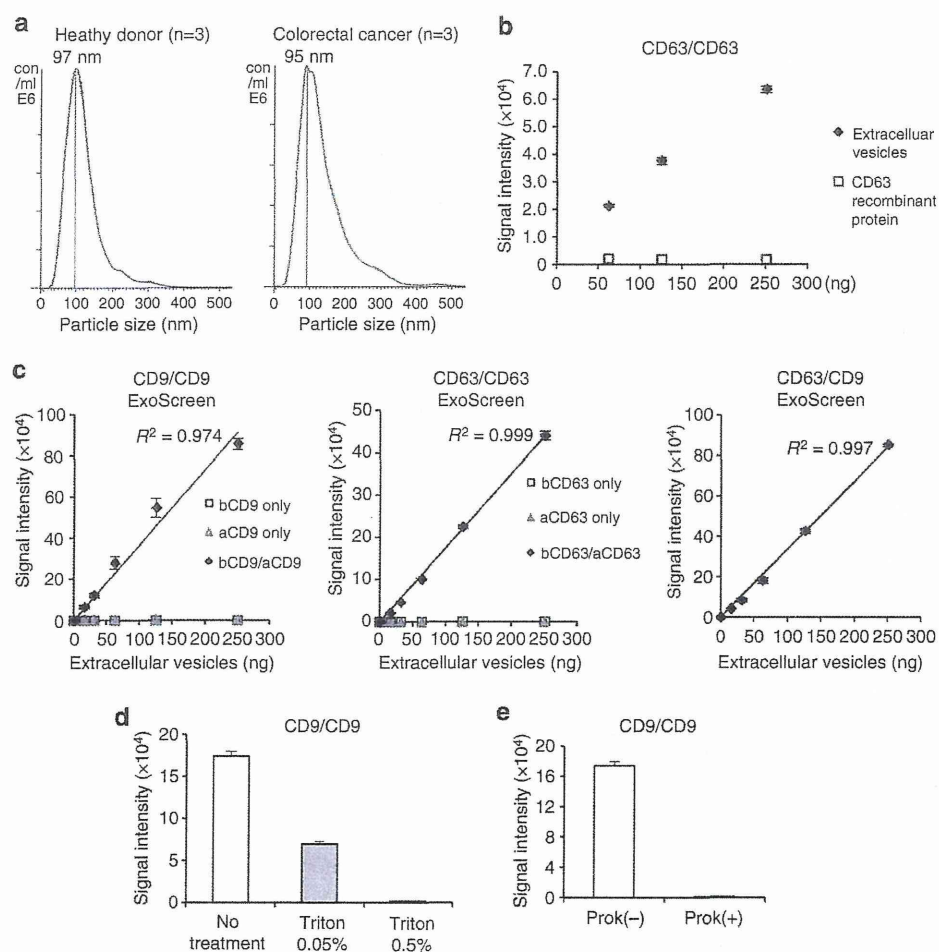 a
Heathy donor (n=3)
97 nm
con
/ml
E6
0 100 200 300 400 500
Particle size (nm)
Colorectal cancer (n=3)
95 nm
con
/ml
E6
0 100 200 300 400 500
Particle size (nm)
b
CD63/CD63
Signal intensity (×10⁴)
7.0
6.0
5.0
4.0
3.0
2.0
1.0
0
0 50 100 150 200 250 300 (ng)
Extracelluar
vesicles
CD63
recombinant
protein
c
CD9/CD9
ExoScreen
Signal intensity (×10⁴)
100
80
60
40
20
0
R² = 0.974
bCD9 only
aCD9 only
bCD9/aCD9
0 50 100 150 200 250 300
Extracellular vesicles (ng)
CD63/CD63
ExoScreen
Signal intensity (×10⁴)
50
40
30
20
10
0
R² = 0.999
bCD63 only
aCD63 only
bCD63/aCD63
0 50 100 150 200 250 300
Extracellular vesicles (ng)
CD63/CD9
ExoScreen
Signal intensity (×10⁴)
100
80
60
40
20
0
R² = 0.997
0 50 100 150 200 250 300
Extracellular vesicles (ng)
d
CD9/CD9
Signal intensity (×10⁴)
20
15
10
5
0
No
treatment
Triton
0.05%
Triton
0.5%
e
CD9/CD9
Signal intensity (×10⁴)
20
16
12
8
4
0
Prok(−)
Prok(+)